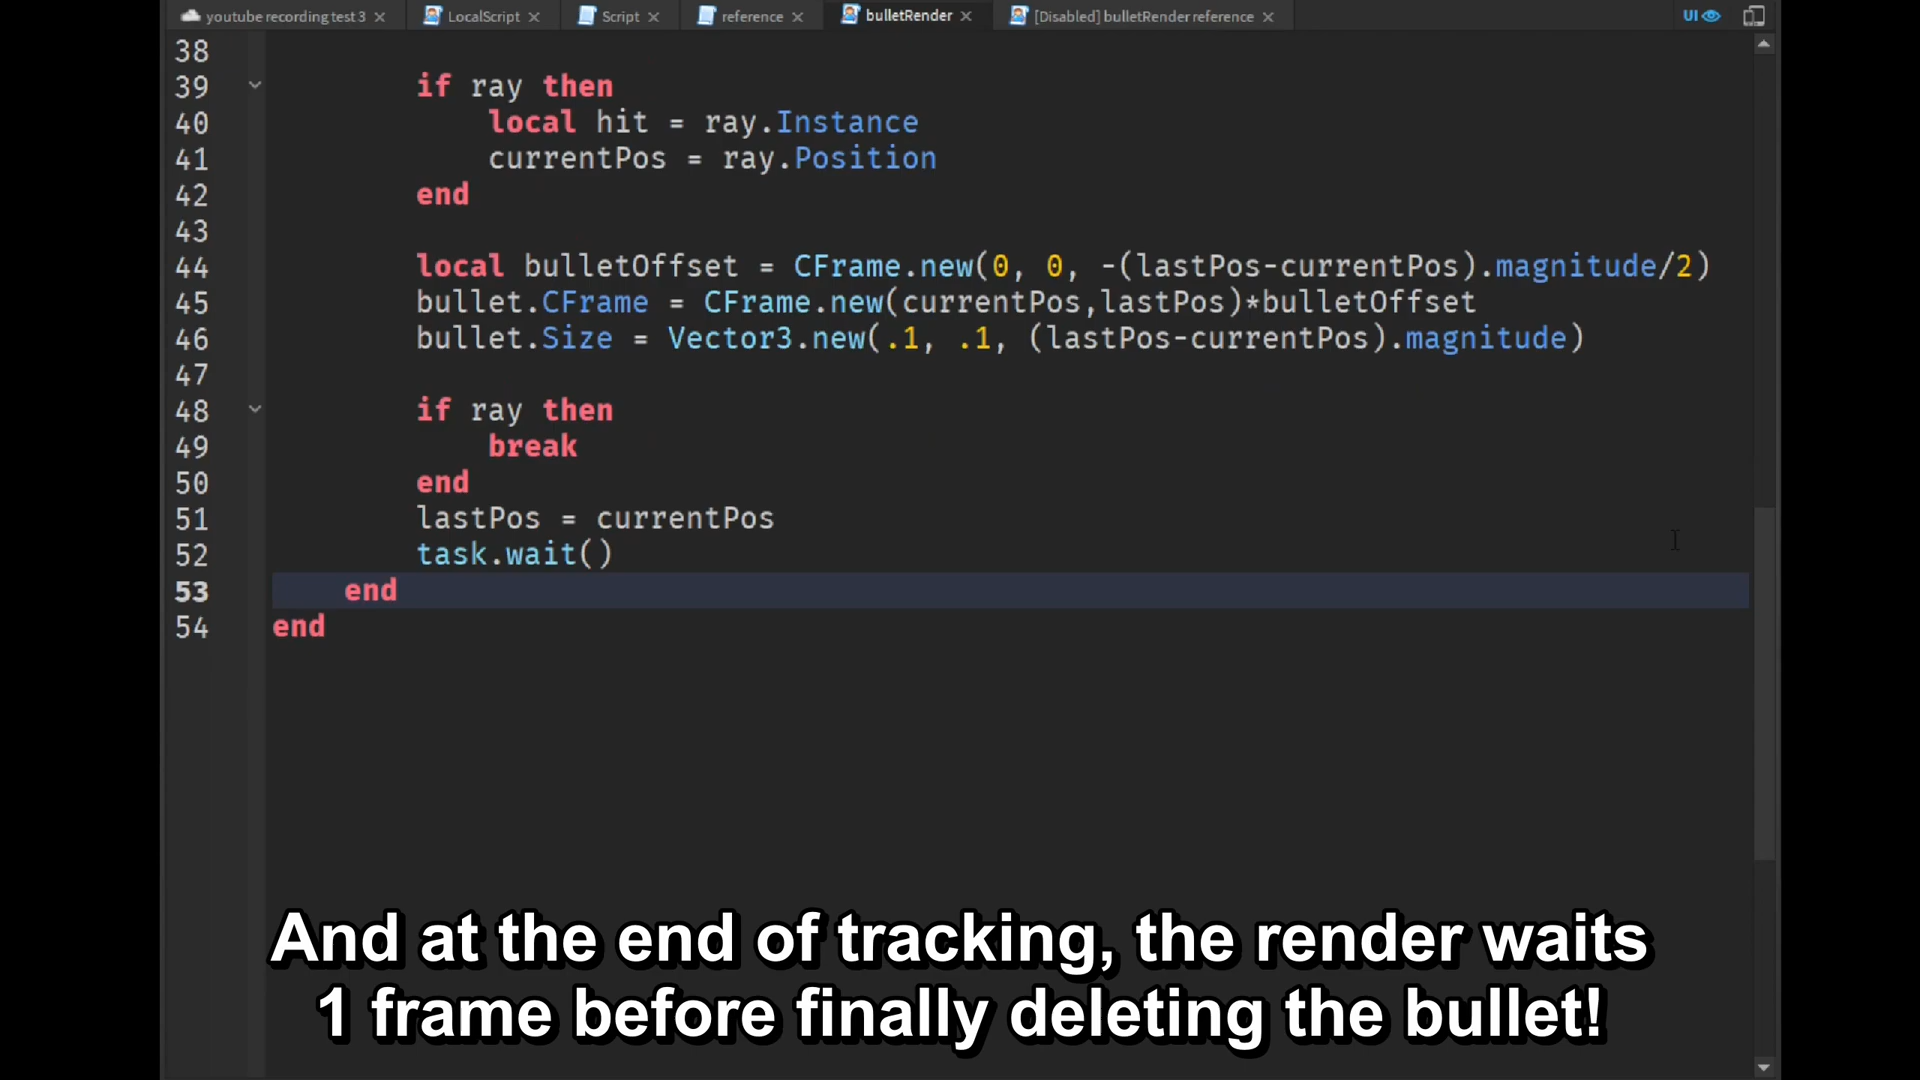 youtube recording test 3 × LocalScript × Script × reference × bulletRender × [Disabled] bulletRender reference × UI
38
39 if ray then
40 local hit = ray.Instance
41 currentPos = ray.Position
42 end
43
44 local bulletOffset = CFrame.new(0, 0, -(lastPos-currentPos).magnitude/2)
45 bullet.CFrame = CFrame.new(currentPos,lastPos)*bulletOffset
46 bullet.Size = Vector3.new(.1, .1, (lastPos-currentPos).magnitude)
47
48 if ray then
49 break
50 end
51 lastPos = currentPos
52 task.wait()
53 end
54 end
And at the end of tracking, the render waits
1 frame before finally deleting the bullet!